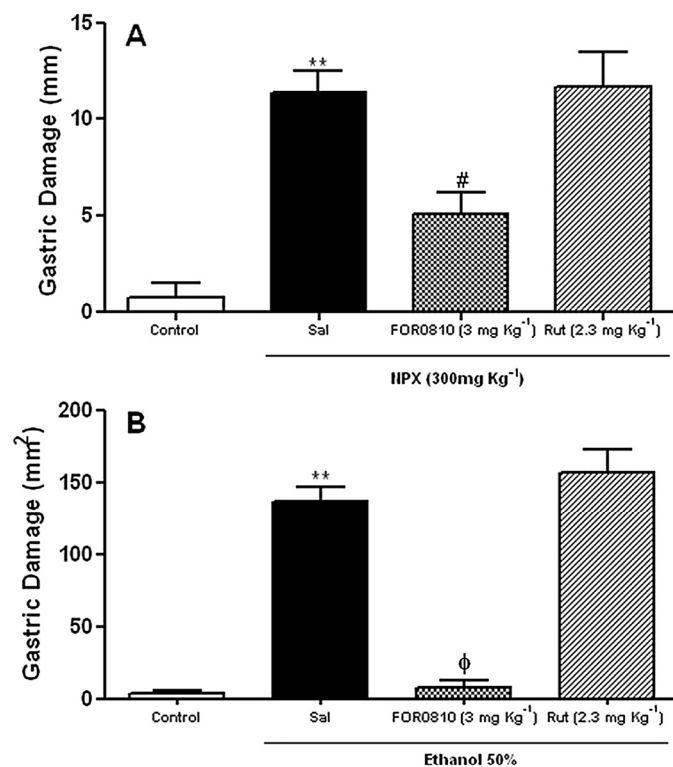 A
Gastric Damage (mm)
15
10
5
0
**
#
Control
Sal
FOR0810 (3 mg Kg⁻¹)
Rut (2.3 mg Kg⁻¹)
NPX (300mg Kg⁻¹)
B
Gastric Damage (mm²)
200
150
100
50
0
**
ϕ
Control
Sal
FOR0810 (3 mg Kg⁻¹)
Rut (2.3 mg Kg⁻¹)
Ethanol 50%